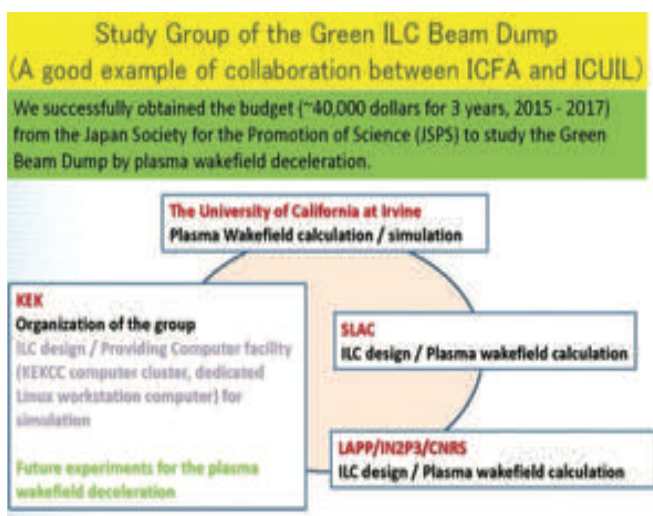 Study Group of the Green ILC Beam Dump
(A good example of collaboration between ICFA and ICUIL)
We successfully obtained the budget (~40,000 dollars for 3 years, 2015 - 2017)
from the Japan Society for the Promotion of Science (JSPS) to study the Green
Beam Dump by plasma wakefield deceleration.
The University of California at Irvine
Plasma Wakefield calculation / simulation
KEK
Organization of the group
ILC design / Providing Computer facility
(KEKCC computer cluster, dedicated
Linux workstation computer) for
simulation
Future experiments for the plasma
wakefield deceleration
SLAC
ILC design / Plasma wakefield calculation
LAPP/IN2P3/CNRS
ILC design / Plasma wakefield calculation